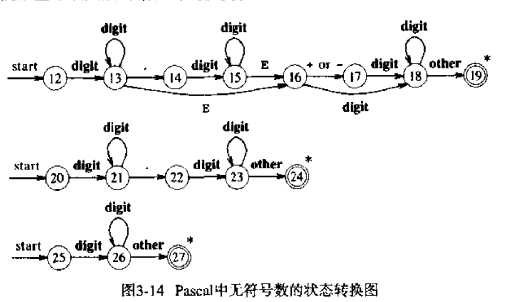 digit digit digit
start 12 digit 13 . 14 digit 15 E 16 + or - 17 digit 18 other 19 *
E digit
digit digit
start 20 digit 21 . 22 digit 23 other 24 *
digit
start 25 digit 26 other 27 *
图3-14 Pascal中无符号数的状态转换图